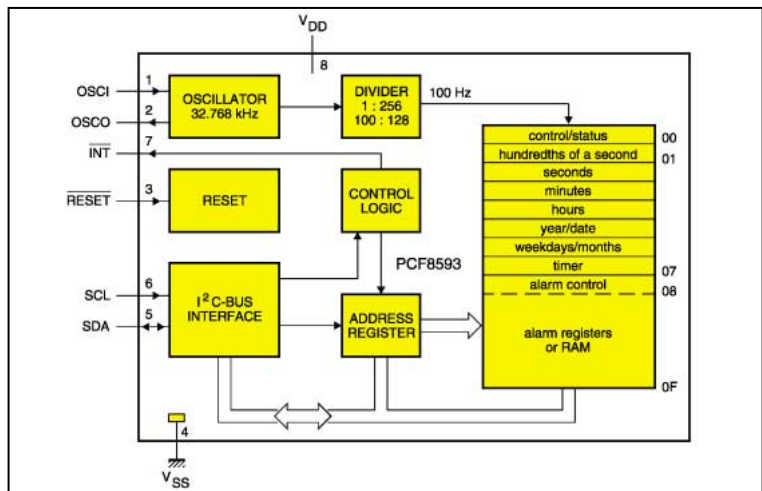 VDD
8
OSCI
1
OSCO
2
OSCILLATOR
32.768 kHz
DIVIDER
1 : 256
100 : 128
100 Hz
INT
7
RESET
3
RESET
CONTROL
LOGIC
PCF8593
SCL
6
SDA
5
I²C-BUS
INTERFACE
ADDRESS
REGISTER
control/status
00
hundredths of a second
01
seconds
minutes
hours
year/date
weekdays/months
timer
07
alarm control
08
alarm registers
or RAM
0F
4
VSS